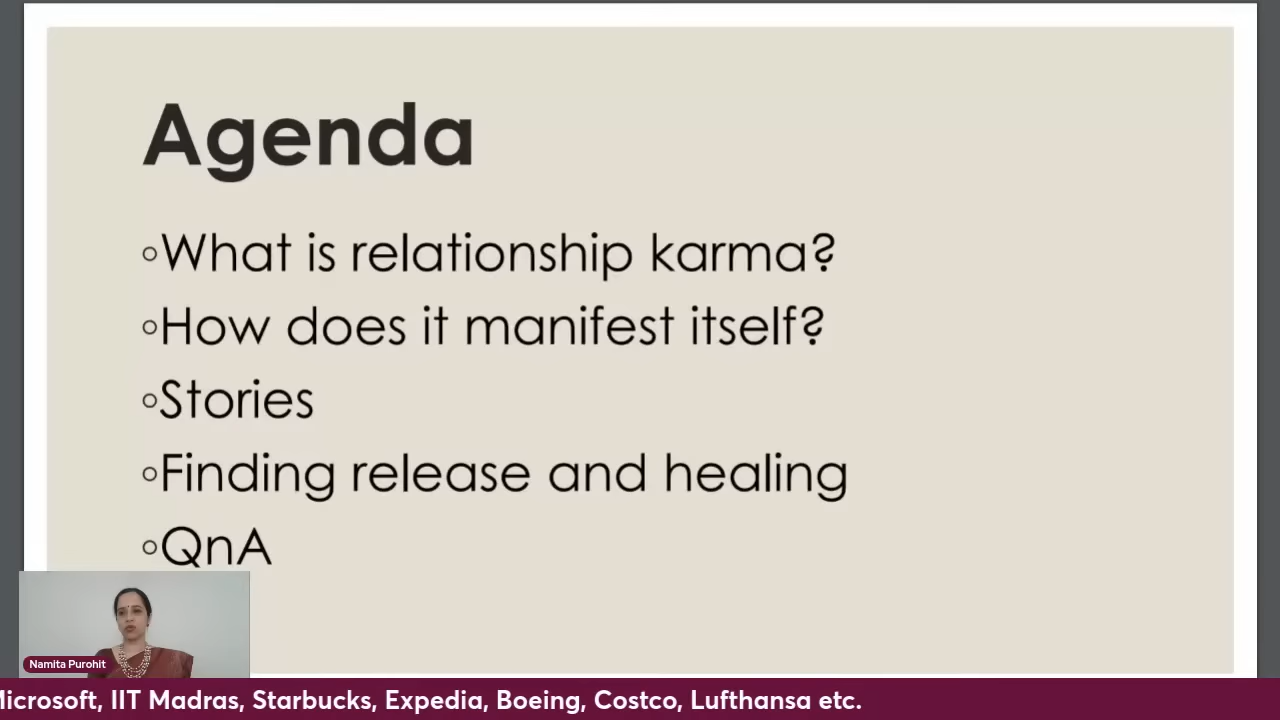 Agenda
◦What is relationship karma?
◦How does it manifest itself?
◦Stories
◦Finding release and healing
◦QnA
Namita Purohit
Microsoft, IIT Madras, Starbucks, Expedia, Boeing, Costco, Lufthansa etc.